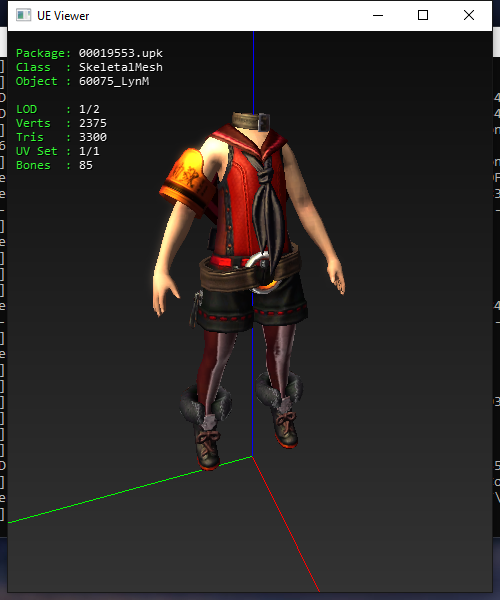 UE Viewer
Package: 00019553.upk
Class : SkeletalMesh
Object : 60075_LynM
LOD : 1/2
Verts : 2375
Tris : 3300
UV Set : 1/1
Bones : 85